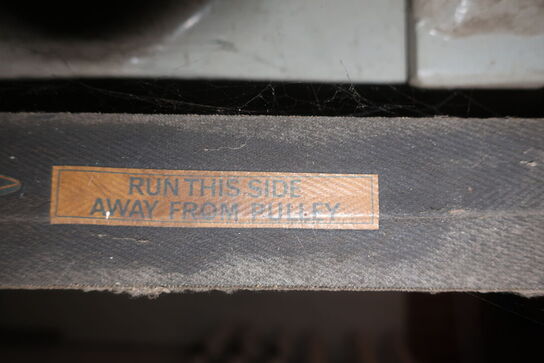 RUN THIS SIDE
AWAY FROM PULLEY